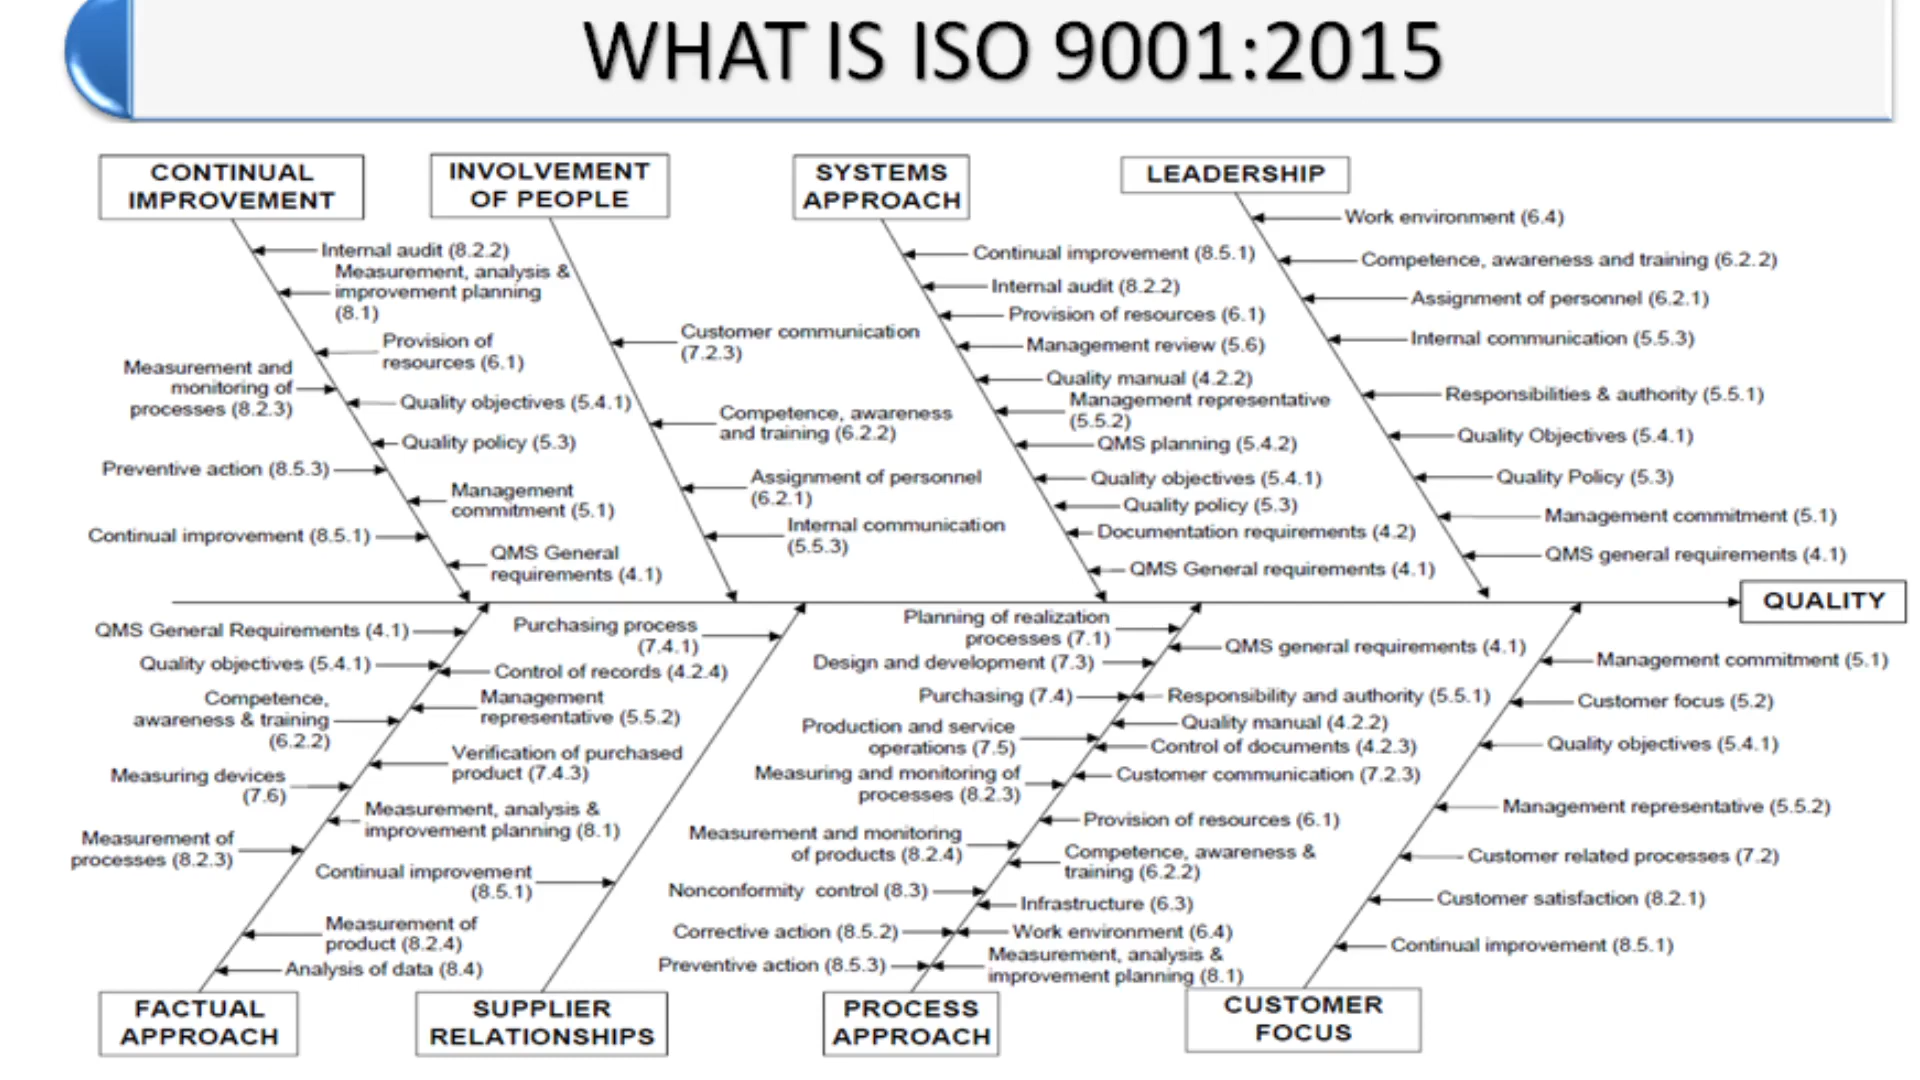 WHAT IS ISO 9001:2015
CONTINUAL
IMPROVEMENT
Internal audit (8.2.2)
Measurement, analysis &
improvement planning
(8.1)
Provision of
resources (6.1)
Measurement and
monitoring of
processes (8.2.3)
Quality objectives (5.4.1)
Quality policy (5.3)
Preventive action (8.5.3)
Management
commitment (5.1)
Continual improvement (8.5.1)
QMS General
requirements (4.1)
INVOLVEMENT
OF PEOPLE
Customer communication
(7.2.3)
Competence, awareness
and training (6.2.2)
Assignment of personnel
(6.2.1)
Internal communication
(5.5.3)
SYSTEMS
APPROACH
Continual improvement (8.5.1)
Internal audit (8.2.2)
Provision of resources (6.1)
Management review (5.6)
Quality manual (4.2.2)
Management representative
(5.5.2)
QMS planning (5.4.2)
Quality objectives (5.4.1)
Quality policy (5.3)
Documentation requirements (4.2)
QMS General requirements (4.1)
LEADERSHIP
Work environment (6.4)
Competence, awareness and training (6.2.2)
Assignment of personnel (6.2.1)
Internal communication (5.5.3)
Responsibilities & authority (5.5.1)
Quality Objectives (5.4.1)
Quality Policy (5.3)
Management commitment (5.1)
QMS general requirements (4.1)
QUALITY
QMS General Requirements (4.1)
Quality objectives (5.4.1)
Control of records (4.2.4)
Competence,
awareness & training
(6.2.2)
Management
representative (5.5.2)
Verification of purchased
product (7.4.3)
Measuring devices
(7.6)
Measurement, analysis &
improvement planning (8.1)
Measurement of
processes (8.2.3)
Measurement of
product (8.2.4)
Analysis of data (8.4)
FACTUAL
APPROACH
Purchasing process
(7.4.1)
Continual improvement
(8.5.1)
SUPPLIER
RELATIONSHIPS
Planning of realization
processes (7.1)
QMS general requirements (4.1)
Design and development (7.3)
Purchasing (7.4)
Responsibility and authority (5.5.1)
Quality manual (4.2.2)
Production and service
operations (7.5)
Control of documents (4.2.3)
Customer communication (7.2.3)
Measuring and monitoring of
processes (8.2.3)
Provision of resources (6.1)
Measurement and monitoring
of products (8.2.4)
Competence, awareness &
training (6.2.2)
Nonconformity control (8.3)
Infrastructure (6.3)
Corrective action (8.5.2)
Work environment (6.4)
Preventive action (8.5.3)
Measurement, analysis &
improvement planning (8.1)
PROCESS
APPROACH
Management commitment (5.1)
Customer focus (5.2)
Quality objectives (5.4.1)
Management representative (5.5.2)
Customer related processes (7.2)
Customer satisfaction (8.2.1)
Continual improvement (8.5.1)
CUSTOMER
FOCUS